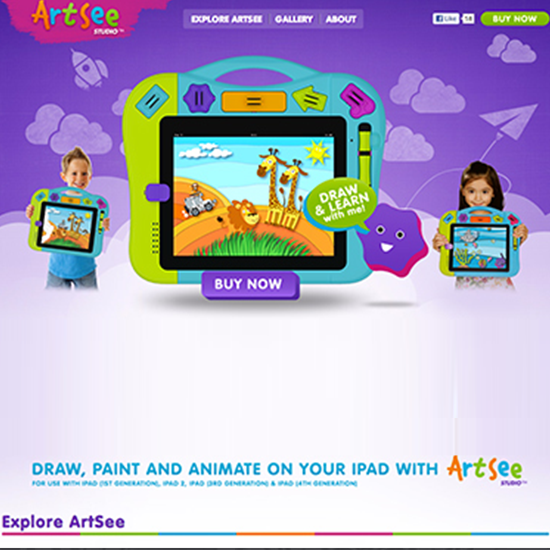 ArtSee
STUDIO™
EXPLORE ARTSEE
GALLERY
ABOUT
Like
58
BUY NOW
DRAW
& LEARN
with me!
BUY NOW
DRAW, PAINT AND ANIMATE ON YOUR IPAD WITH ArtSee
STUDIO™
FOR USE WITH IPAD (1ST GENERATION), IPAD 2, IPAD (3RD GENERATION) & IPAD (4TH GENERATION)
Explore ArtSee